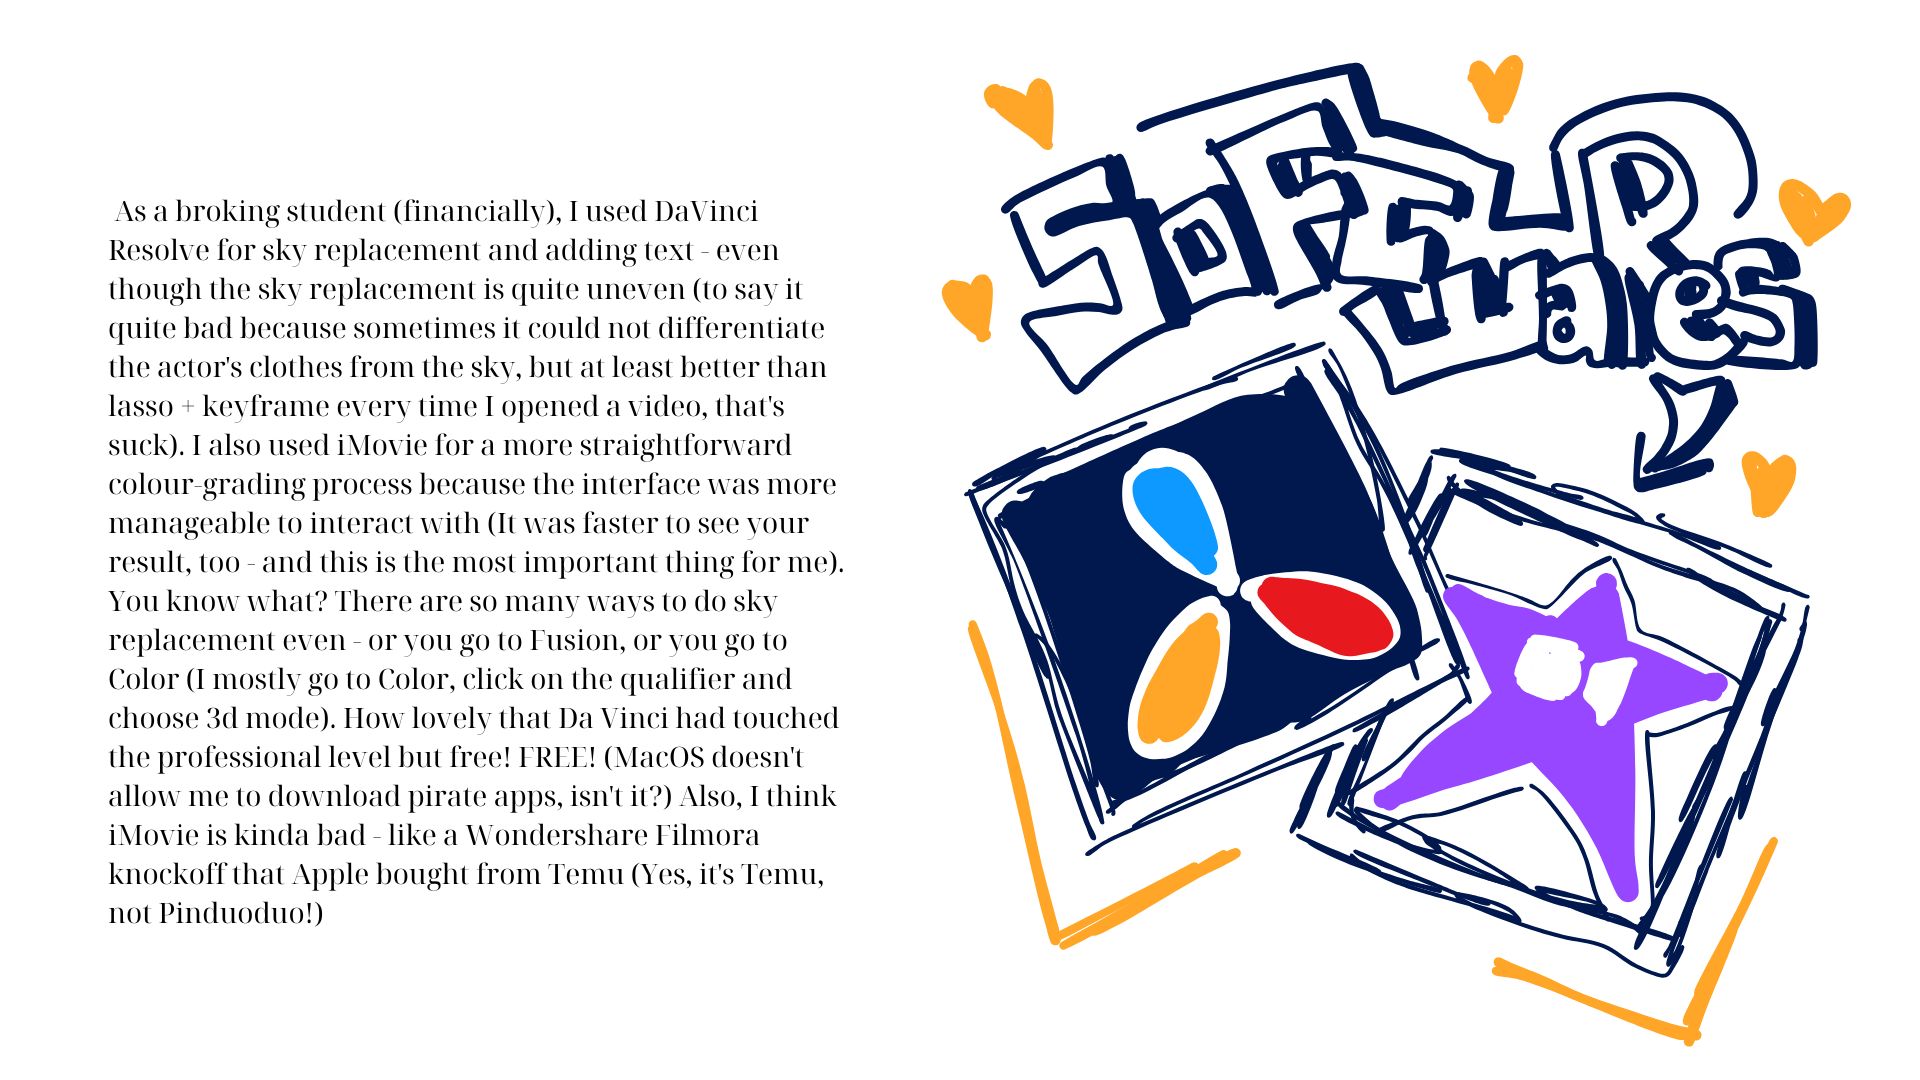 As a broking student (financially), I used DaVinci
Resolve for sky replacement and adding text - even
though the sky replacement is quite uneven (to say it
quite bad because sometimes it could not differentiate
the actor's clothes from the sky, but at least better than
lasso + keyframe every time I opened a video, that's
suck). I also used iMovie for a more straightforward
colour-grading process because the interface was more
manageable to interact with (It was faster to see your
result, too - and this is the most important thing for me).
You know what? There are so many ways to do sky
replacement even - or you go to Fusion, or you go to
Color (I mostly go to Color, click on the qualifier and
choose 3d mode). How lovely that Da Vinci had touched
the professional level but free! FREE! (MacOS doesn't
allow me to download pirate apps, isn't it?) Also, I think
iMovie is kinda bad - like a Wondershare Filmora
knockoff that Apple bought from Temu (Yes, it's Temu,
not Pinduoduo!)
SoFtwaRes